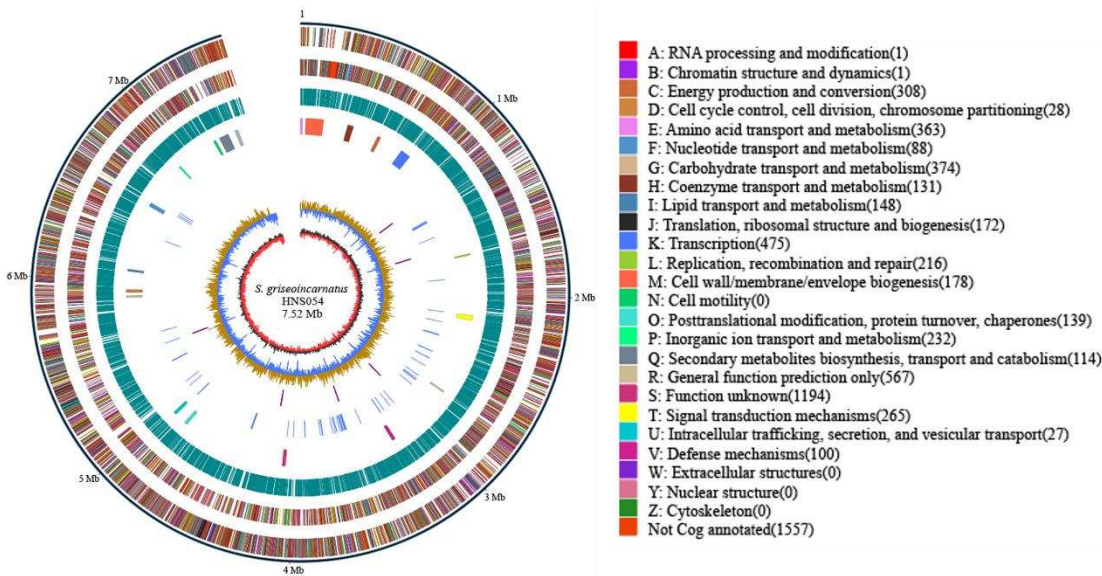 1
1 Mb
2 Mb
3 Mb
4 Mb
5 Mb
6 Mb
7 Mb
S. griseoincarnatus
HNS054
7.52 Mb
A: RNA processing and modification(1)
B: Chromatin structure and dynamics(1)
C: Energy production and conversion(308)
D: Cell cycle control, cell division, chromosome partitioning(28)
E: Amino acid transport and metabolism(363)
F: Nucleotide transport and metabolism(88)
G: Carbohydrate transport and metabolism(374)
H: Coenzyme transport and metabolism(131)
I: Lipid transport and metabolism(148)
J: Translation, ribosomal structure and biogenesis(172)
K: Transcription(475)
L: Replication, recombination and repair(216)
M: Cell wall/membrane/envelope biogenesis(178)
N: Cell motility(0)
O: Posttranslational modification, protein turnover, chaperones(139)
P: Inorganic ion transport and metabolism(232)
Q: Secondary metabolites biosynthesis, transport and catabolism(114)
R: General function prediction only(567)
S: Function unknown(1194)
T: Signal transduction mechanisms(265)
U: Intracellular trafficking, secretion, and vesicular transport(27)
V: Defense mechanisms(100)
W: Extracellular structures(0)
Y: Nuclear structure(0)
Z: Cytoskeleton(0)
Not Cog annotated(1557)